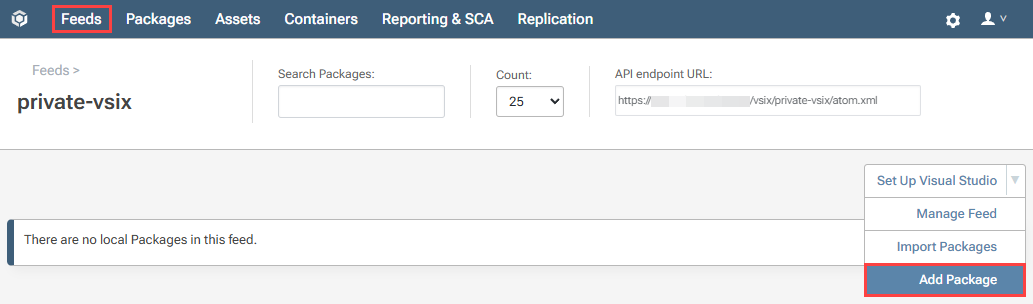 Feeds Packages Assets Containers Reporting & SCA Replication
Feeds >
private-vsix
Search Packages:
Count:
25
API endpoint URL:
https:// /vsix/private-vsix/atom.xml
Set Up Visual Studio
Manage Feed
Import Packages
Add Package
There are no local Packages in this feed.